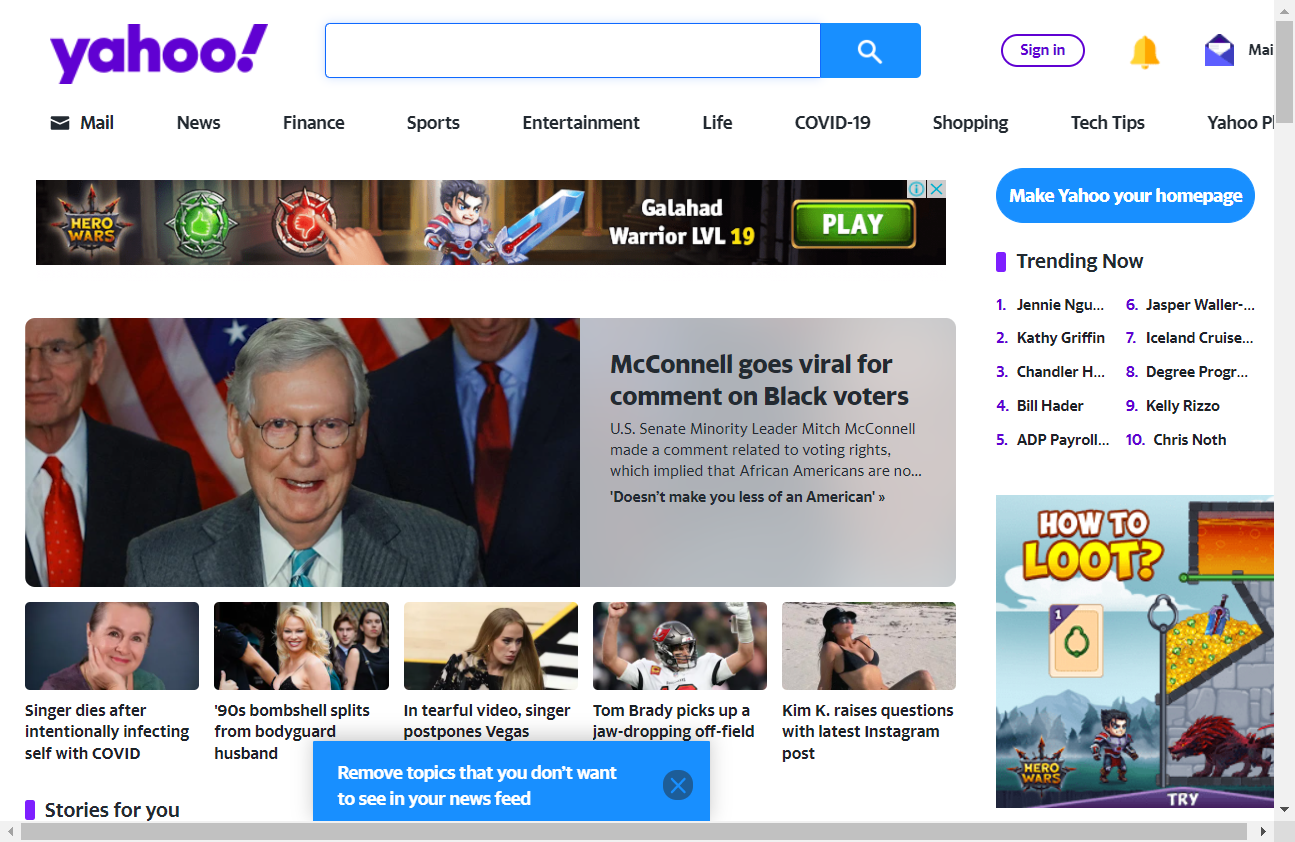 yahoo!
Sign in
Mai
Mail
News
Finance
Sports
Entertainment
Life
COVID-19
Shopping
Tech Tips
Yahoo Pl
HERO
WARS
Galahad
Warrior LVL 19
PLAY
Make Yahoo your homepage
Trending Now
1. Jennie Ngu...
2. Kathy Griffin
3. Chandler H...
4. Bill Hader
5. ADP Payroll...
6. Jasper Waller-...
7. Iceland Cruise...
8. Degree Progr...
9. Kelly Rizzo
10. Chris Noth
McConnell goes viral for
comment on Black voters
U.S. Senate Minority Leader Mitch McConnell
made a comment related to voting rights,
which implied that African Americans are no...
'Doesn't make you less of an American' »
HOW TO
LOOT?
1
HERO
WARS
TRY
Singer dies after
intentionally infecting
self with COVID
'90s bombshell splits
from bodyguard
husband
In tearful video, singer
postpones Vegas
Tom Brady picks up a
jaw-dropping off-field
Kim K. raises questions
with latest Instagram
post
Remove topics that you don't want
to see in your news feed
Stories for you